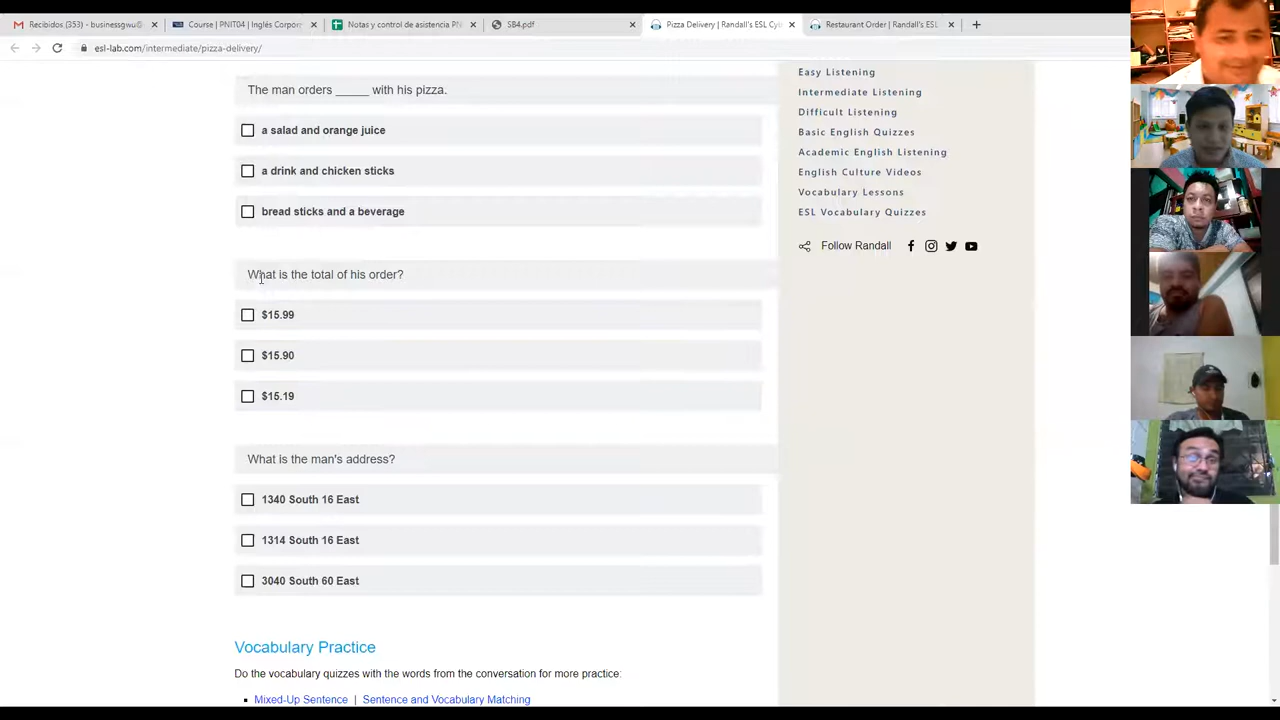 Recibidos (353) - businessgwu@
Course | PNIT04 | Inglés Corpor
Notas y control de asistencia P
SB4.pdf
Pizza Delivery | Randall's ESL Cy
Restaurant Order | Randall's ESL
esl-lab.com/intermediate/pizza-delivery/
The man orders _____ with his pizza.
a salad and orange juice
a drink and chicken sticks
bread sticks and a beverage
What is the total of his order?
$15.99
$15.90
$15.19
What is the man's address?
1340 South 16 East
1314 South 16 East
3040 South 60 East
Vocabulary Practice
Do the vocabulary quizzes with the words from the conversation for more practice:
Mixed-Up Sentence | Sentence and Vocabulary Matching
Easy Listening
Intermediate Listening
Difficult Listening
Basic English Quizzes
Academic English Listening
English Culture Videos
Vocabulary Lessons
ESL Vocabulary Quizzes
Follow Randall